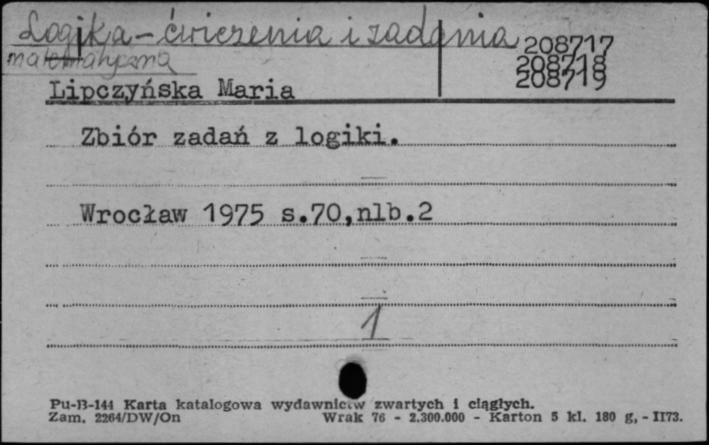 Logika - ćwiczenia i zadania
matematyczna
208717
208718
208719
Lipczyńska Maria
Zbiór zadań z logiki.
Wrocław 1975 s.70,nlb.2
1
Pu-B-144 Karta katalogowa wydawnictw zwartych i ciągłych.
Zam. 2264/DW/On Wrak 76 - 2.300.000 - Karton 5 kl. 180 g, - II73.